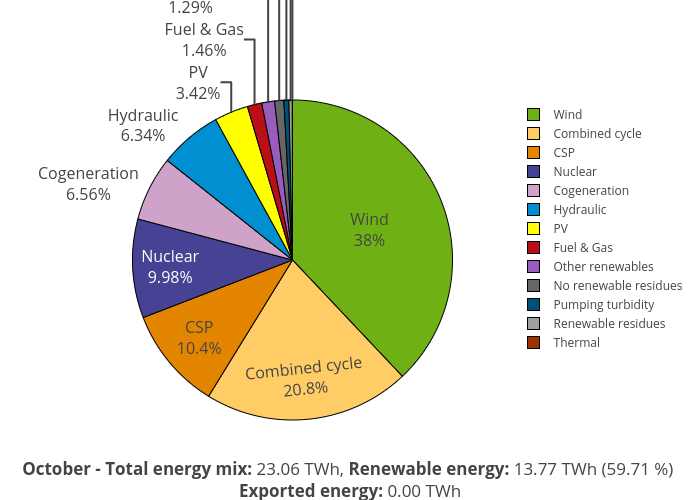 1.29%
Fuel & Gas
1.46%
PV
3.42%
Hydraulic
6.34%
Cogeneration
6.56%
Nuclear
9.98%
CSP
10.4%
Combined cycle
20.8%
Wind
38%
Wind
Combined cycle
CSP
Nuclear
Cogeneration
Hydraulic
PV
Fuel & Gas
Other renewables
No renewable residues
Pumping turbidity
Renewable residues
Thermal
October - Total energy mix: 23.06 TWh, Renewable energy: 13.77 TWh (59.71 %)
Exported energy: 0.00 TWh